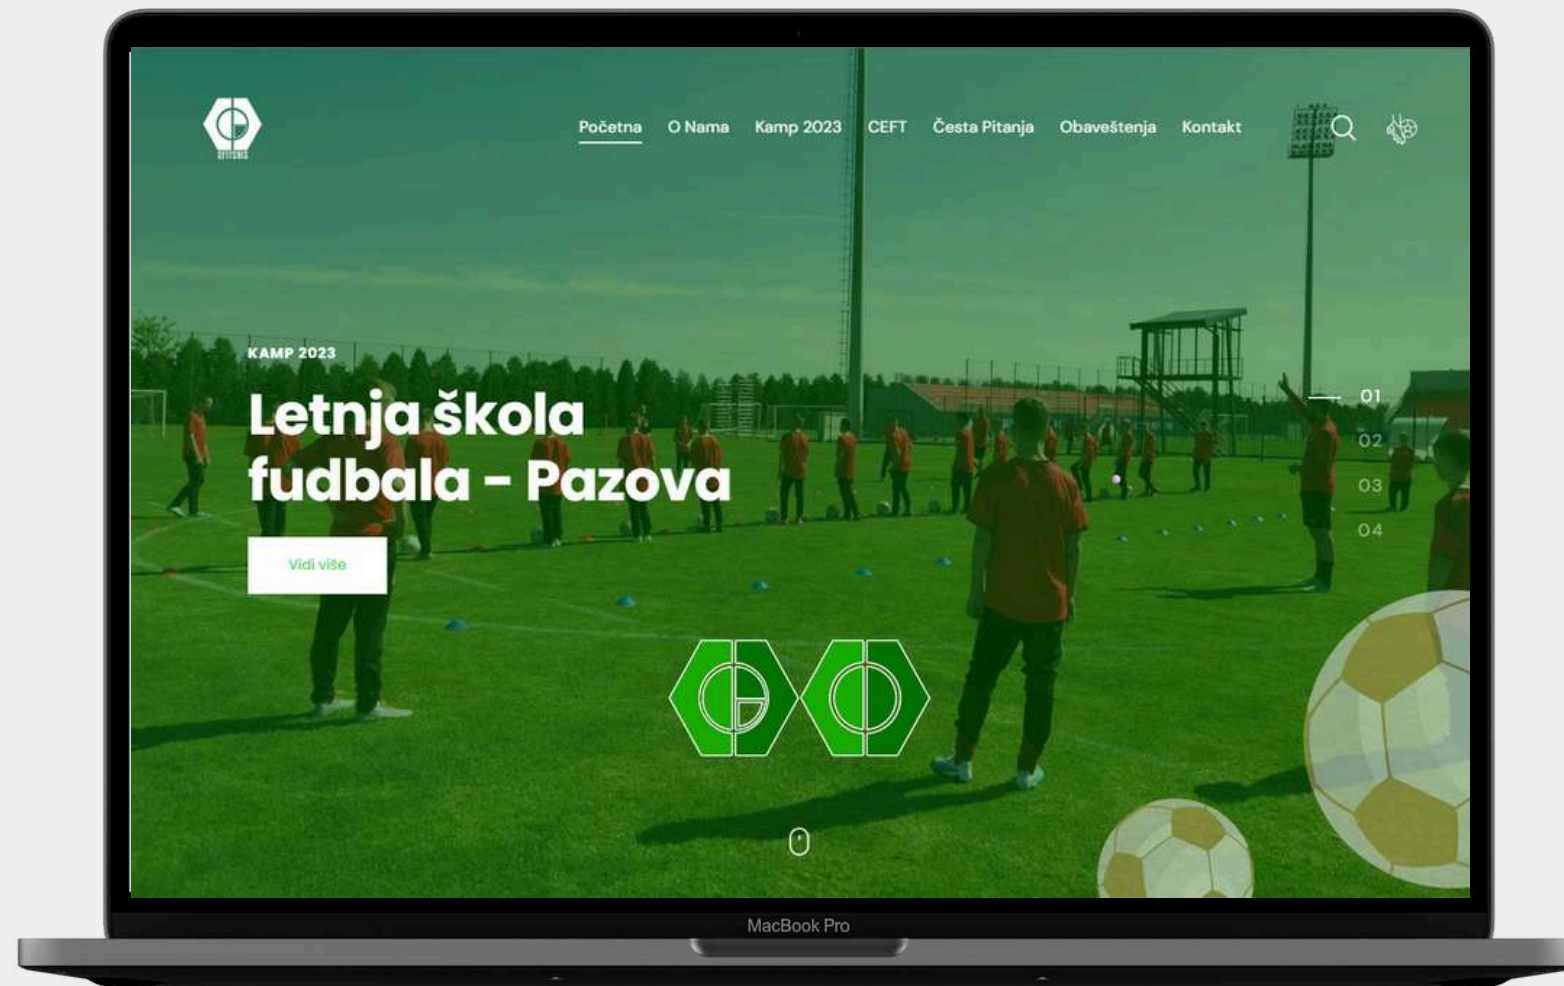 Početna O Nama Kamp 2023 CEFT Česta Pitanja Obaveštenja Kontakt
KAMP 2023
Letnja škola
fudbala - Pazova
Vidi više
01
02
03
04
MacBook Pro